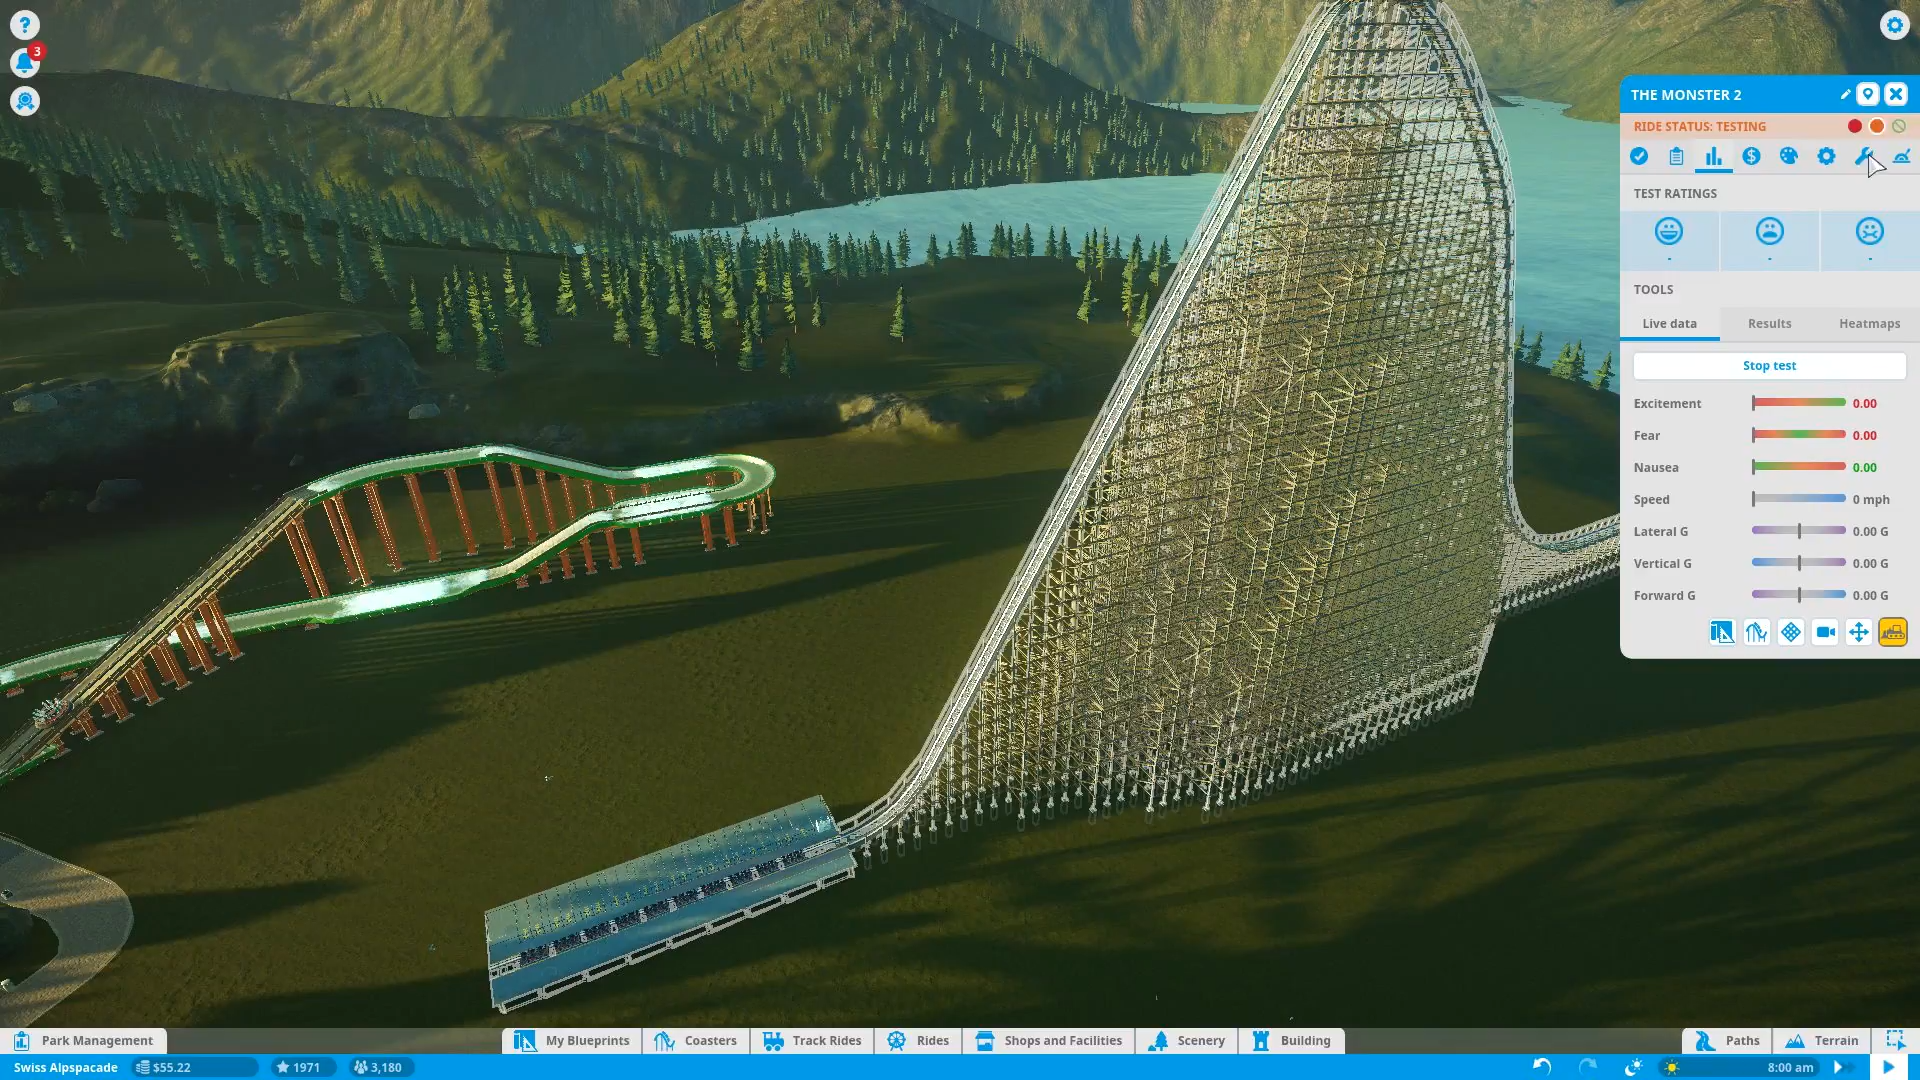 ?
3
THE MONSTER 2
RIDE STATUS: TESTING
TEST RATINGS
- - -
TOOLS
Live data Results Heatmaps
Stop test
Excitement 0.00
Fear 0.00
Nausea 0.00
Speed 0 mph
Lateral G 0.00 G
Vertical G 0.00 G
Forward G 0.00 G
Park Management My Blueprints Coasters Track Rides Rides Shops and Facilities Scenery Building Paths Terrain
Swiss Alpspacade $55.22 1971 3,180 8:00 am